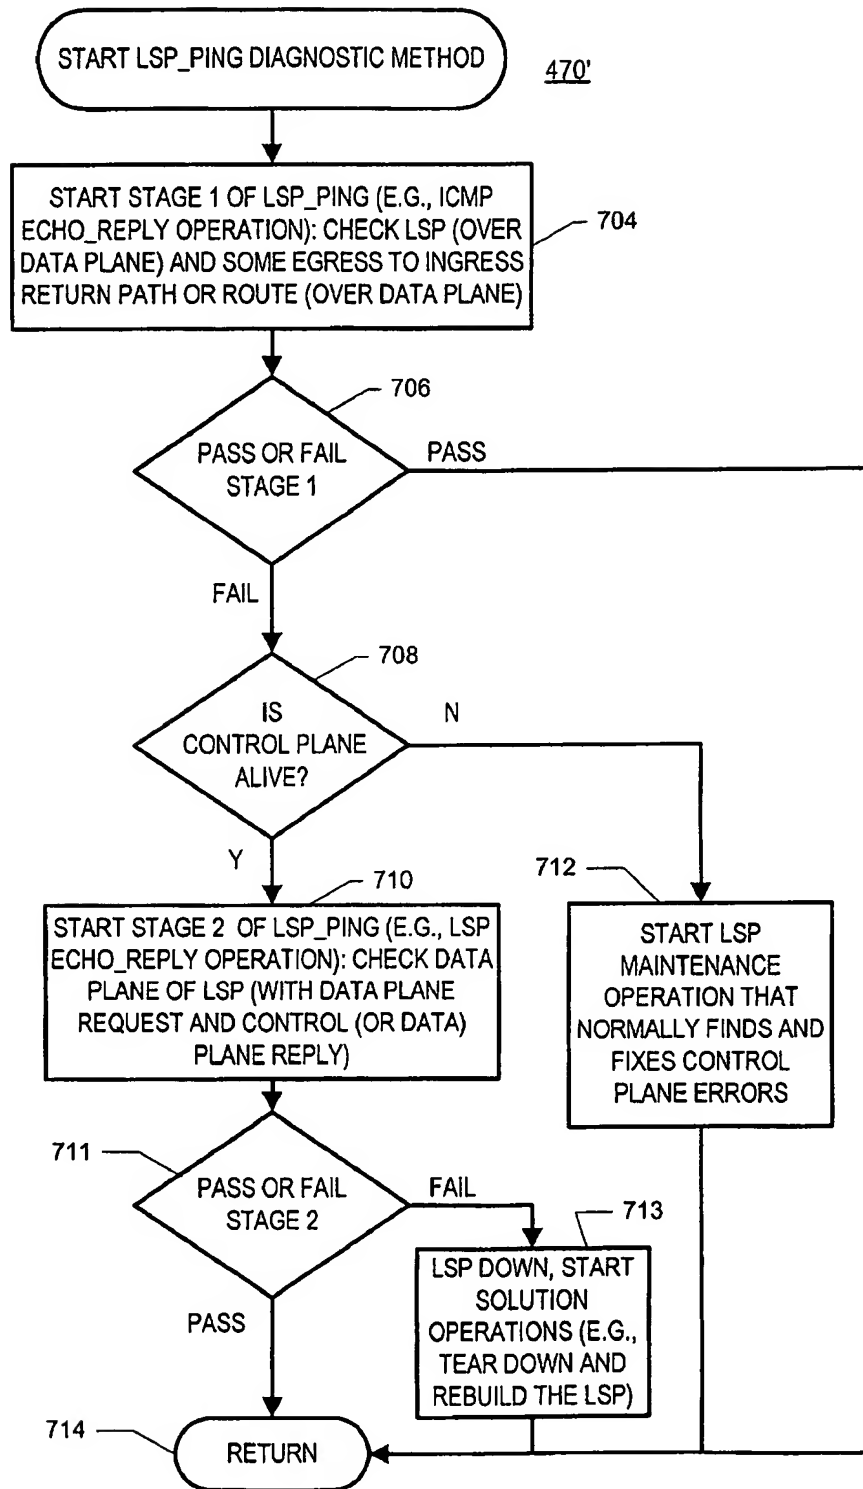 START LSP_PING DIAGNOSTIC METHOD
470'
START STAGE 1 OF LSP_PING (E.G., ICMP
ECHO_REPLY OPERATION): CHECK LSP (OVER
DATA PLANE) AND SOME EGRESS TO INGRESS
RETURN PATH OR ROUTE (OVER DATA PLANE)
704
706
PASS OR FAIL
STAGE 1
PASS
FAIL
708
IS
CONTROL PLANE
ALIVE?
N
Y
710
START STAGE 2 OF LSP_PING (E.G., LSP
ECHO_REPLY OPERATION): CHECK DATA
PLANE OF LSP (WITH DATA PLANE
REQUEST AND CONTROL (OR DATA)
PLANE REPLY)
712
START LSP
MAINTENANCE
OPERATION THAT
NORMALLY FINDS AND
FIXES CONTROL
PLANE ERRORS
711
PASS OR FAIL
STAGE 2
FAIL
PASS
713
LSP DOWN, START
SOLUTION
OPERATIONS (E.G.,
TEAR DOWN AND
REBUILD THE LSP)
714
RETURN